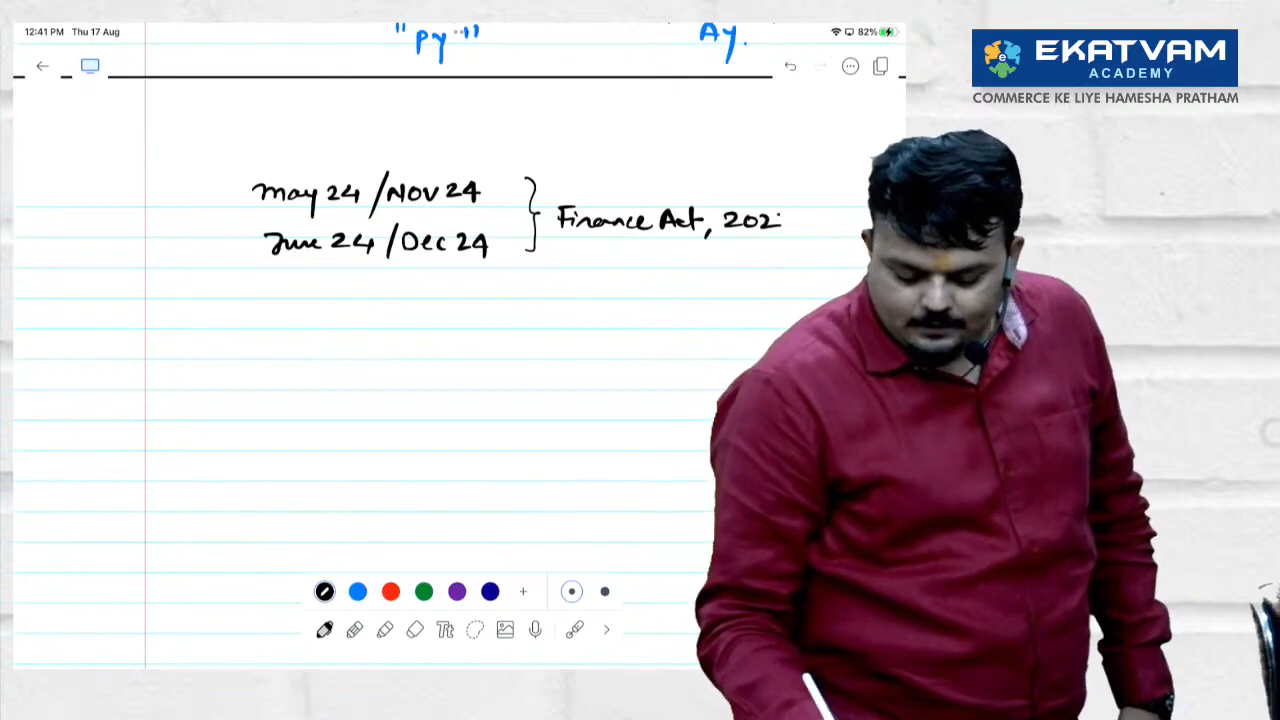 12:41 PM Thu 17 Aug
82%
"PY"
Ay.
EKATVAM
ACADEMY
COMMERCE KE LIYE HAMESHA PRATHAM
May 24 / Nov 24
June 24 / Dec 24
Finance Act, 202
Tt